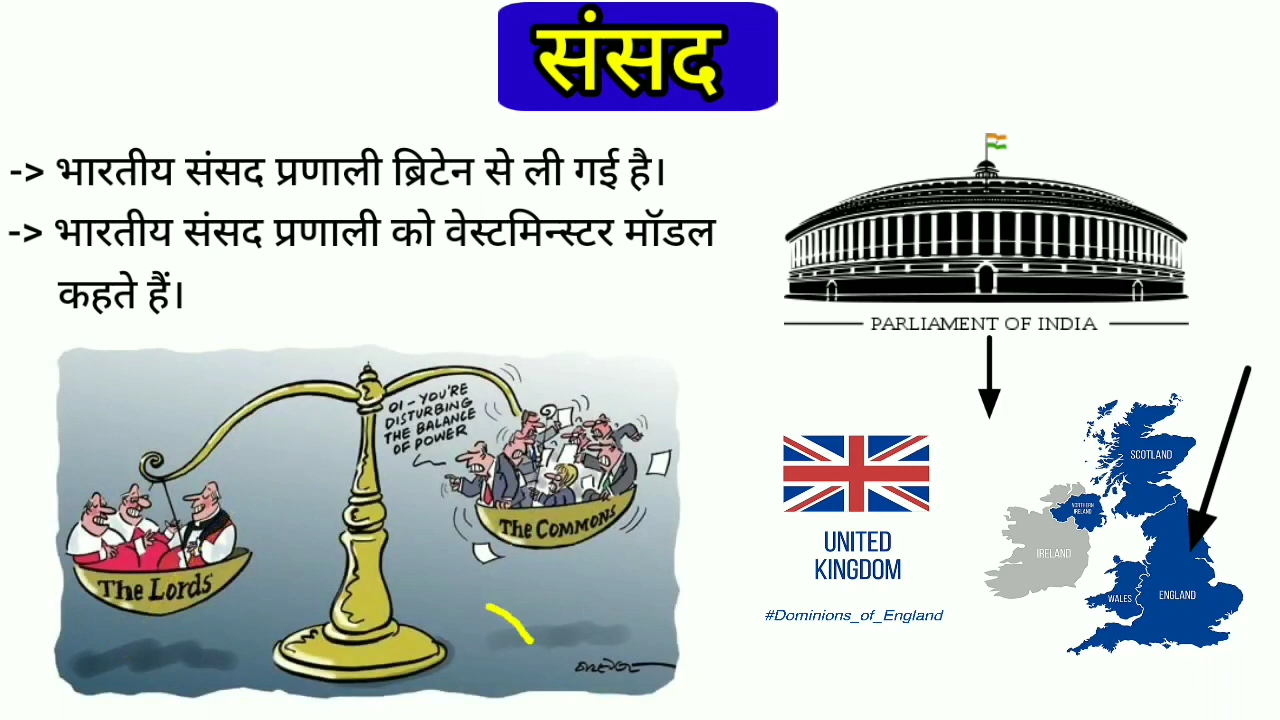 संसद
-> भारतीय संसद प्रणाली ब्रिटेन से ली गई है।
-> भारतीय संसद प्रणाली को वेस्टमिन्स्टर मॉडल
कहते हैं।
PARLIAMENT OF INDIA
OI - YOU'RE
DISTURBING
THE BALANCE
OF POWER
The Lords
The Commons
UNITED
KINGDOM
#Dominions_of_England
SCOTLAND
NORTHERN
IRELAND
IRELAND
WALES
ENGLAND